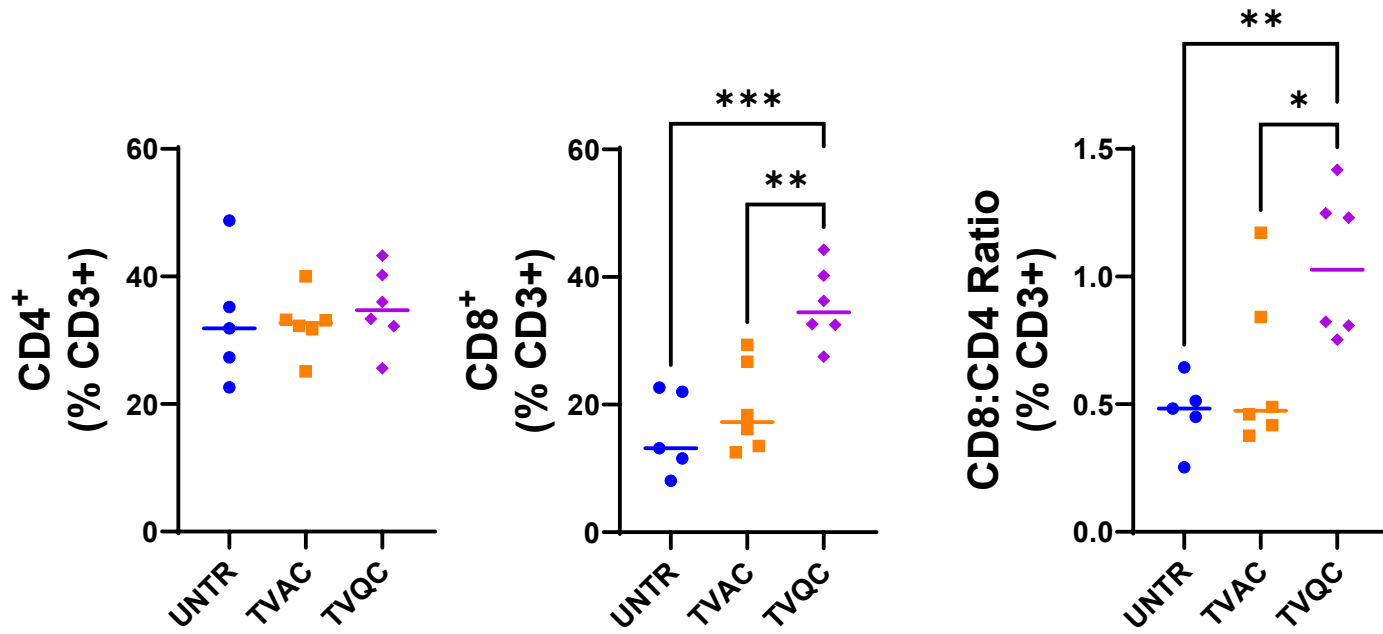 CD4⁺
(% CD3+)
60
40
20
0
UNTR
TVAC
TVQC
CD8⁺
(% CD3+)
60
40
20
0
***
**
UNTR
TVAC
TVQC
CD8:CD4 Ratio
(% CD3+)
1.5
1.0
0.5
0.0
**
*
UNTR
TVAC
TVQC